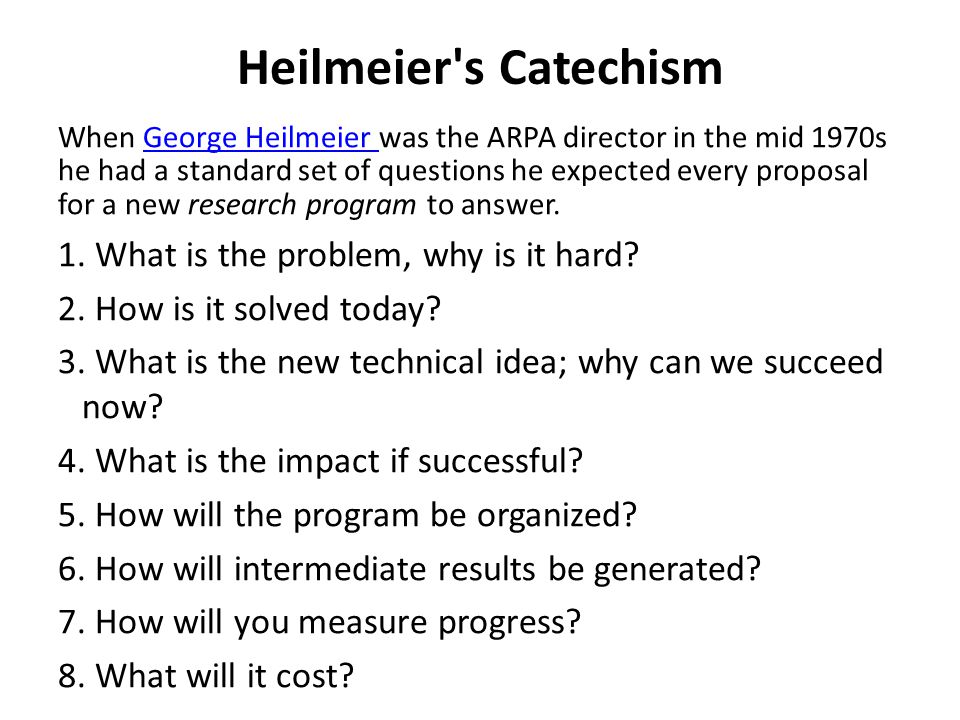 Heilmeier's Catechism
When George Heilmeier was the ARPA director in the mid 1970s
he had a standard set of questions he expected every proposal
for a new research program to answer.
1. What is the problem, why is it hard?
2. How is it solved today?
3. What is the new technical idea; why can we succeed
now?
4. What is the impact if successful?
5. How will the program be organized?
6. How will intermediate results be generated?
7. How will you measure progress?
8. What will it cost?